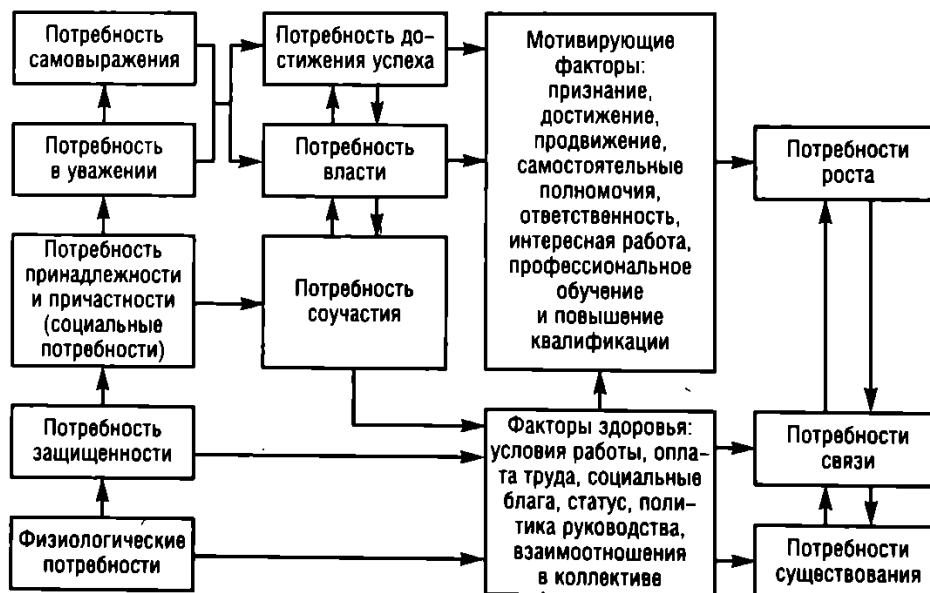 Потребность
самовыражения
Потребность
в уважении
Потребность
принадлежности
и причастности
(социальные
потребности)
Потребность
защищенности
Физиологические
потребности
Потребность до-
стижения успеха
Потребность
власти
Потребность
соучастия
Мотивирующие
факторы:
признание,
достижение,
продвижение,
самостоятельные
полномочия,
ответственность,
интересная работа,
профессиональное
обучение
и повышение
квалификации
Факторы здоровья:
условия работы, опла-
та труда, социальные
блага, статус, поли-
тика руководства,
взаимоотношения
в коллективе
Потребности
роста
Потребности
связи
Потребности
существования